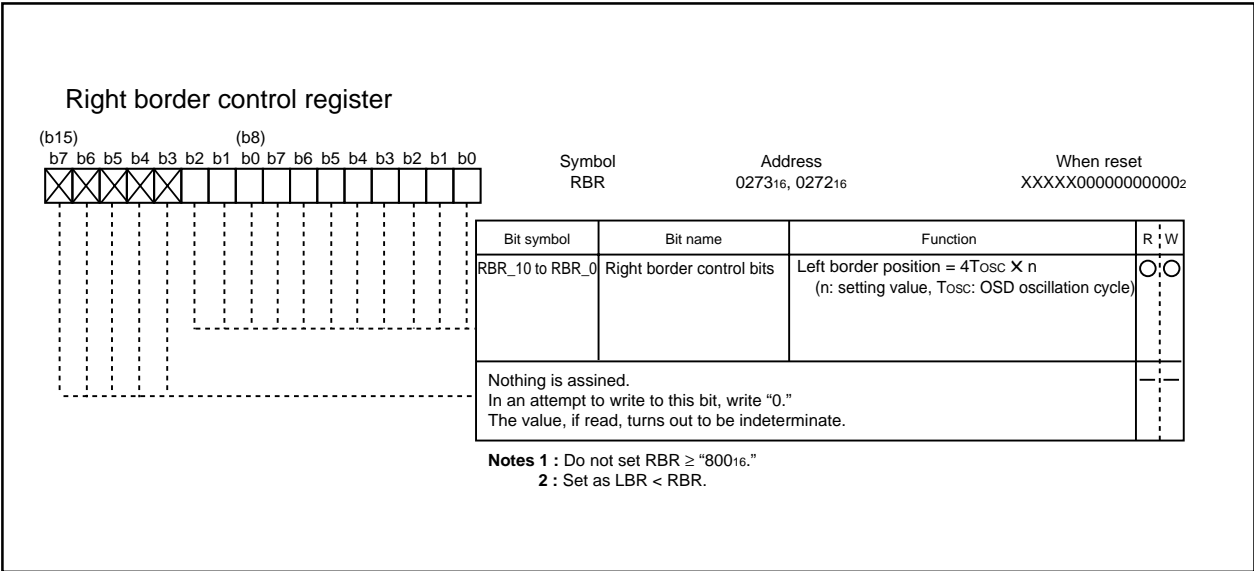 Right border control register
(b15) (b8)
b7 b6 b5 b4 b3 b2 b1 b0 b7 b6 b5 b4 b3 b2 b1 b0
Symbol Address When reset
RBR 027316, 027216 XXXXX000000000002
Bit symbol Bit name Function R W
RBR_10 to RBR_0 Right border control bits Left border position = 4TOSC X n
(n: setting value, TOSC: OSD oscillation cycle)
Nothing is assined.
In an attempt to write to this bit, write “0.”
The value, if read, turns out to be indeterminate.
Notes 1 : Do not set RBR ≥ “80016.”
2 : Set as LBR < RBR.